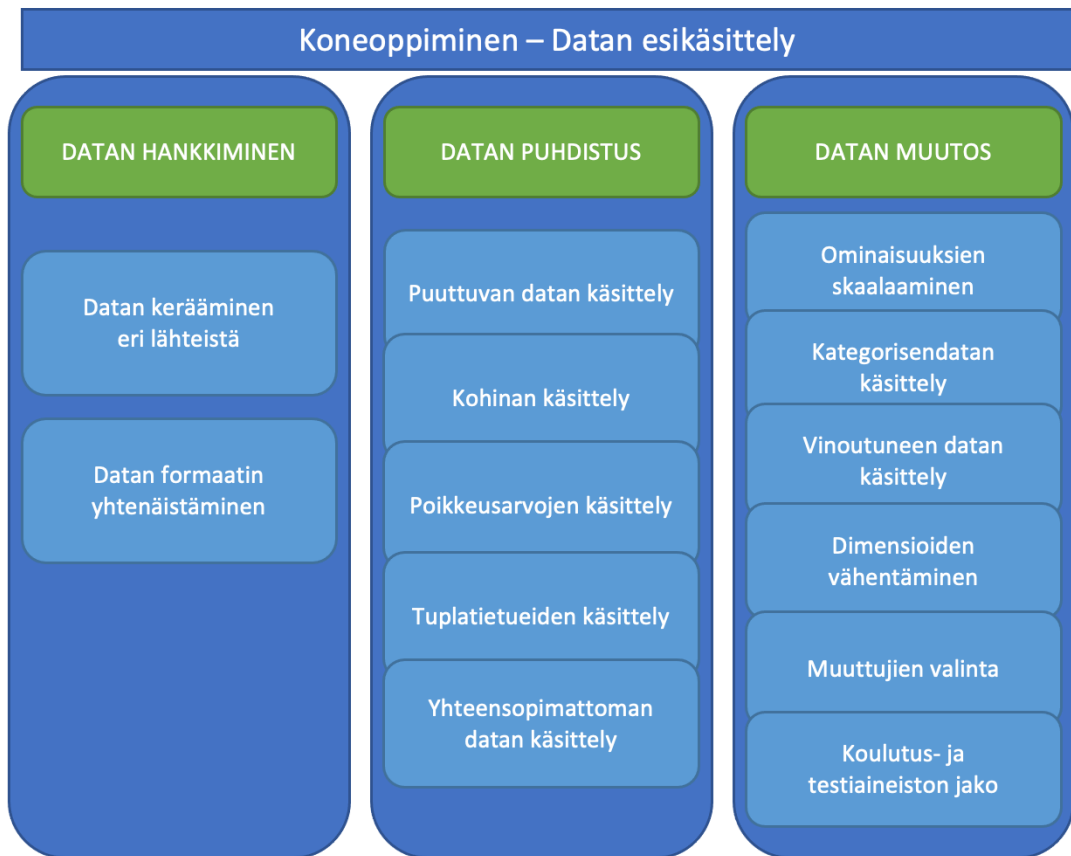 Koneoppiminen – Datan esikäsittely
DATAN HANKKIMINEN
Datan kerääminen
eri lähteistä
Datan formaatin
yhtenäistäminen
DATAN PUHDISTUS
Puuttuvan datan käsittely
Kohinan käsittely
Poikkeusarvojen käsittely
Tuplatietueiden käsittely
Yhteensopimattoman
datan käsittely
DATAN MUUTOS
Ominaisuuksien
skaalaaminen
Kategorisendatan
käsittely
Vinoutuneen datan
käsittely
Dimensioiden
vähentäminen
Muuttujien valinta
Koulutus- ja
testiaineiston jako